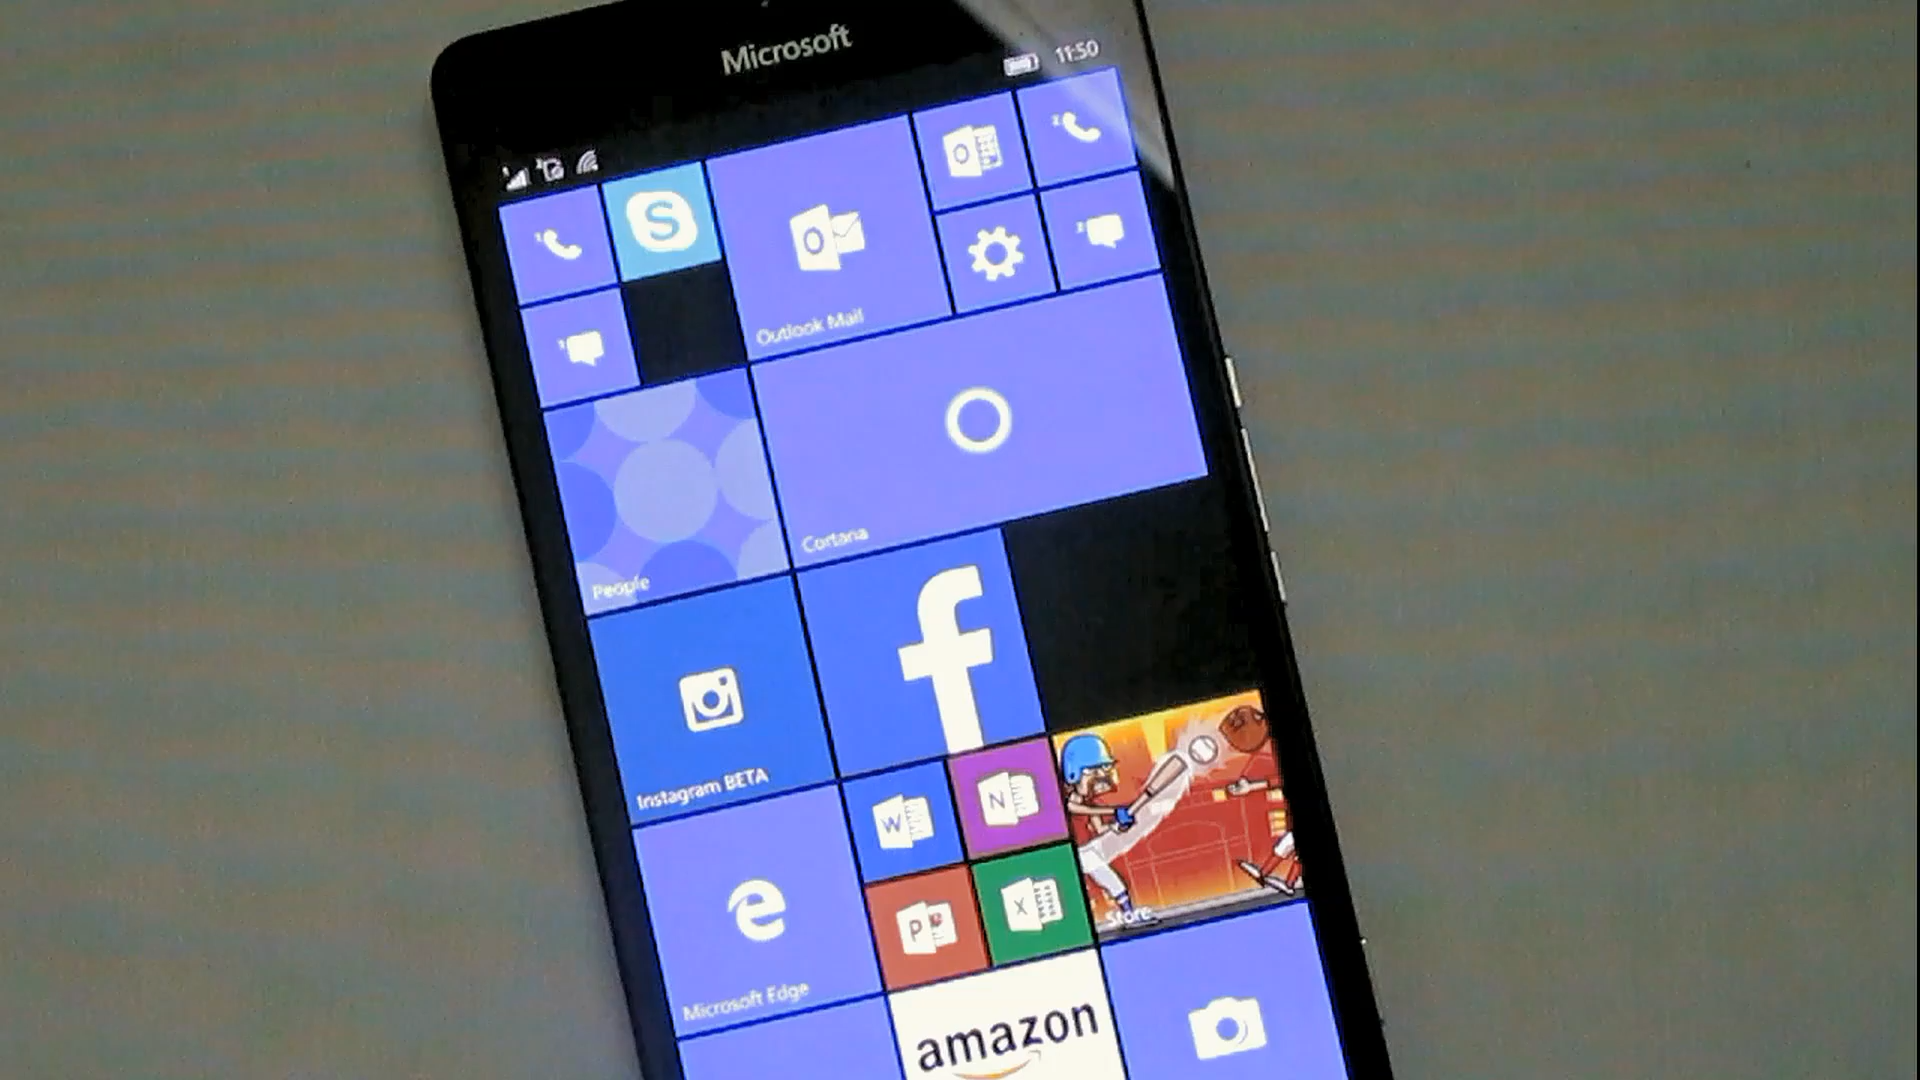 Microsoft
11:50
Outlook Mail
Cortana
People
Instagram BETA
Store
Microsoft Edge
amazon